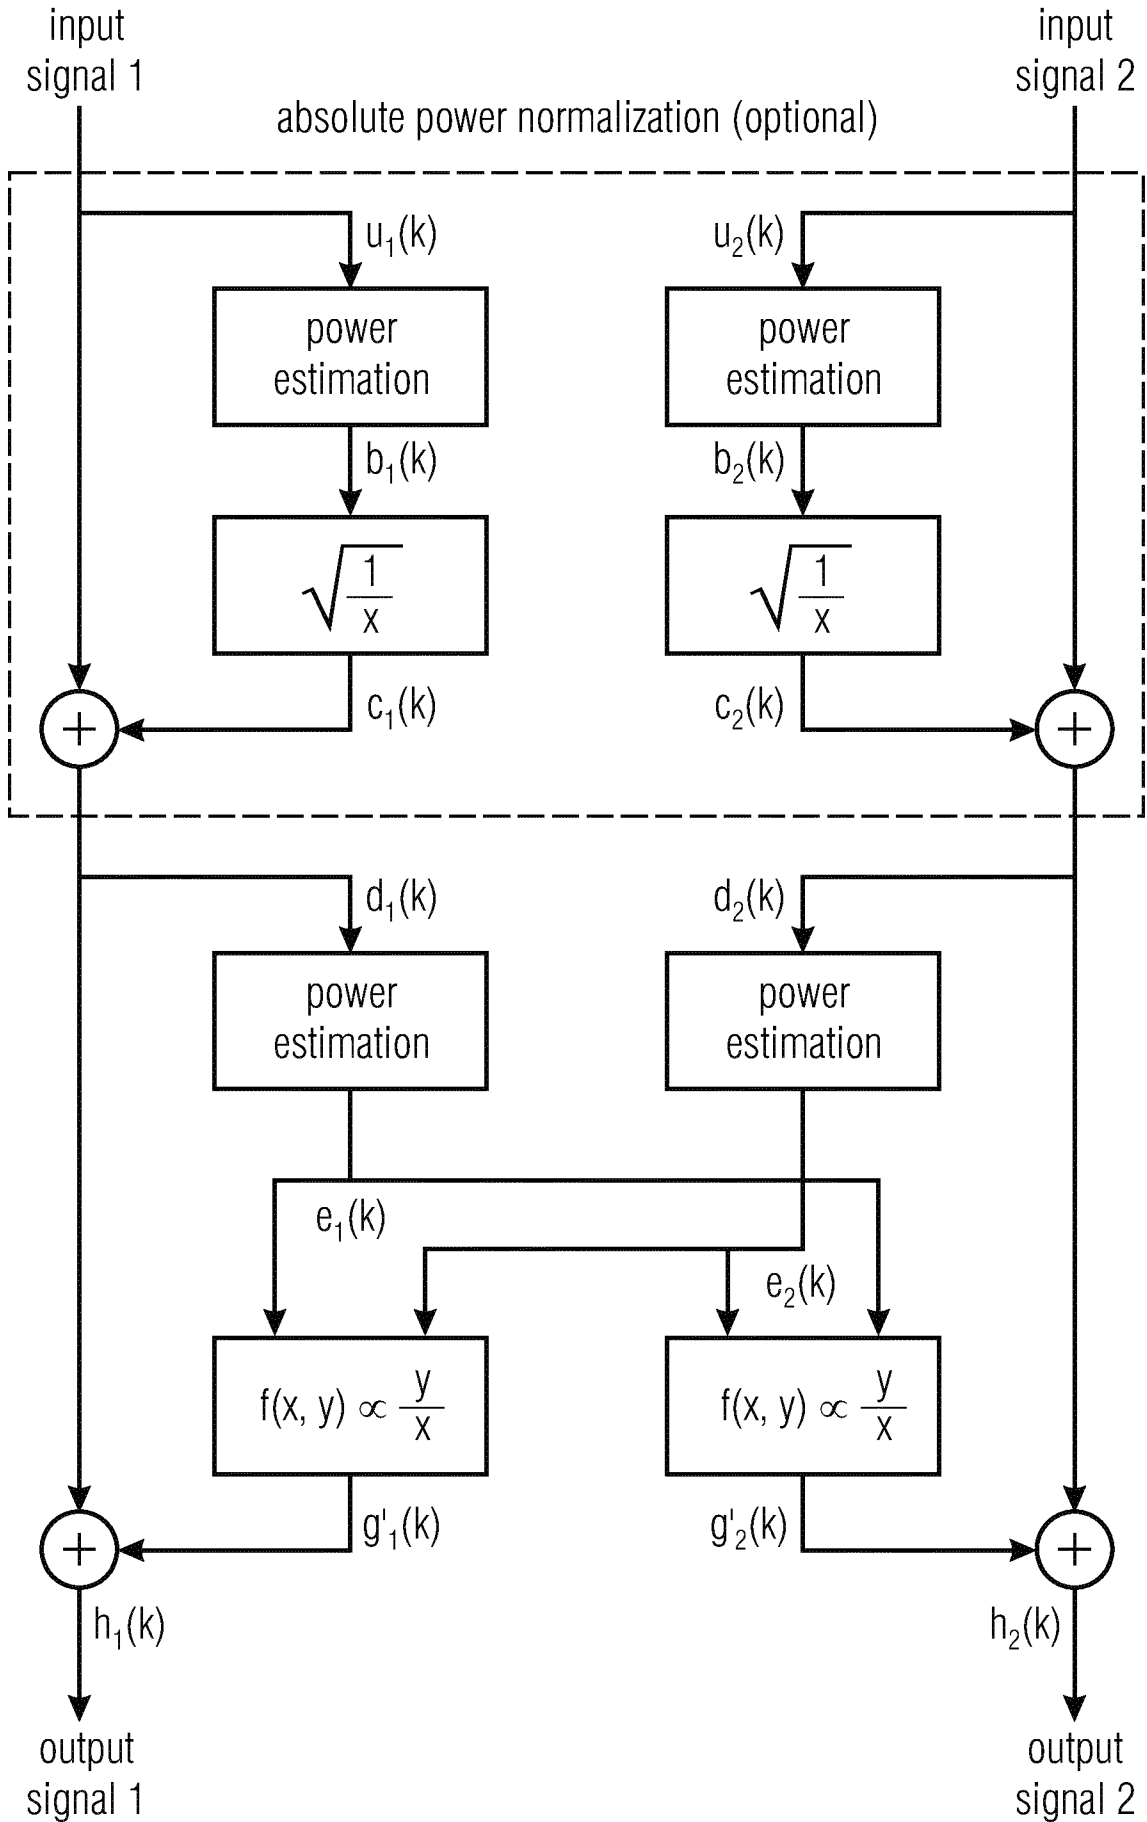 input
signal 1
input
signal 2
absolute power normalization (optional)
u₁(k)
u₂(k)
power
estimation
power
estimation
b₁(k)
b₂(k)
√(1/x)
√(1/x)
c₁(k)
c₂(k)
+
+
d₁(k)
d₂(k)
power
estimation
power
estimation
e₁(k)
e₂(k)
f(x, y) ∝ y/x
f(x, y) ∝ y/x
g'₁(k)
g'₂(k)
+
+
h₁(k)
h₂(k)
output
signal 1
output
signal 2